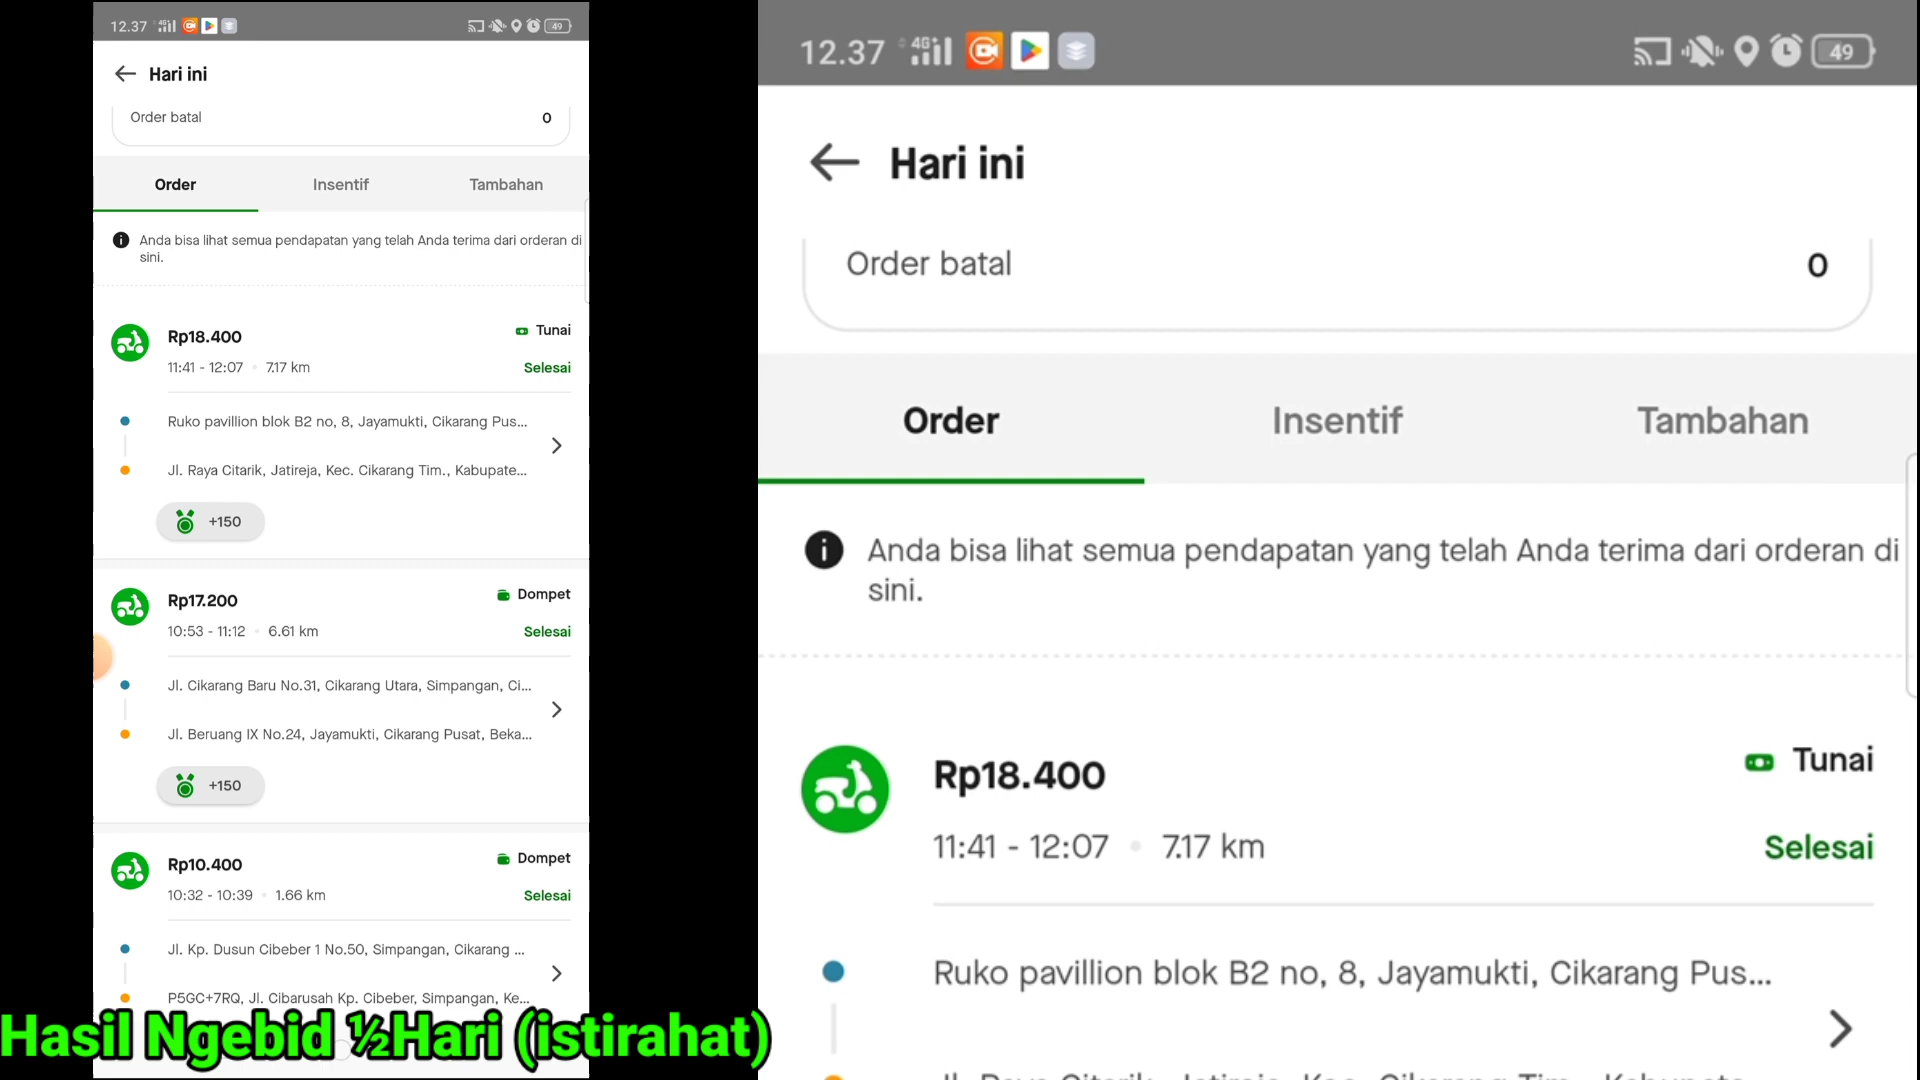 12.37
49
Hari ini
Order batal
0
Order
Insentif
Tambahan
Anda bisa lihat semua pendapatan yang telah Anda terima dari orderan di
sini.
Rp18.400
Tunai
11:41 - 12:07 • 7.17 km
Selesai
Ruko pavillion blok B2 no, 8, Jayamukti, Cikarang Pus...
Jl. Raya Citarik, Jatireja, Kec. Cikarang Tim., Kabupate...
+150
Rp17.200
Dompet
10:53 - 11:12 • 6.61 km
Selesai
Jl. Cikarang Baru No.31, Cikarang Utara, Simpangan, Ci...
Jl. Beruang IX No.24, Jayamukti, Cikarang Pusat, Beka...
+150
Rp10.400
Dompet
10:32 - 10:39 • 1.66 km
Selesai
Jl. Kp. Dusun Cibeber 1 No.50, Simpangan, Cikarang ...
P5GC+7RQ, Jl. Cibarusah Kp. Cibeber, Simpangan, Ke...
Hasil Ngebid ½Hari (istirahat)
12.37
4G+
49
Hari ini
Order batal
0
Order
Insentif
Tambahan
Anda bisa lihat semua pendapatan yang telah Anda terima dari orderan di
sini.
Rp18.400
Tunai
11:41 - 12:07 • 7.17 km
Selesai
Ruko pavillion blok B2 no, 8, Jayamukti, Cikarang Pus...